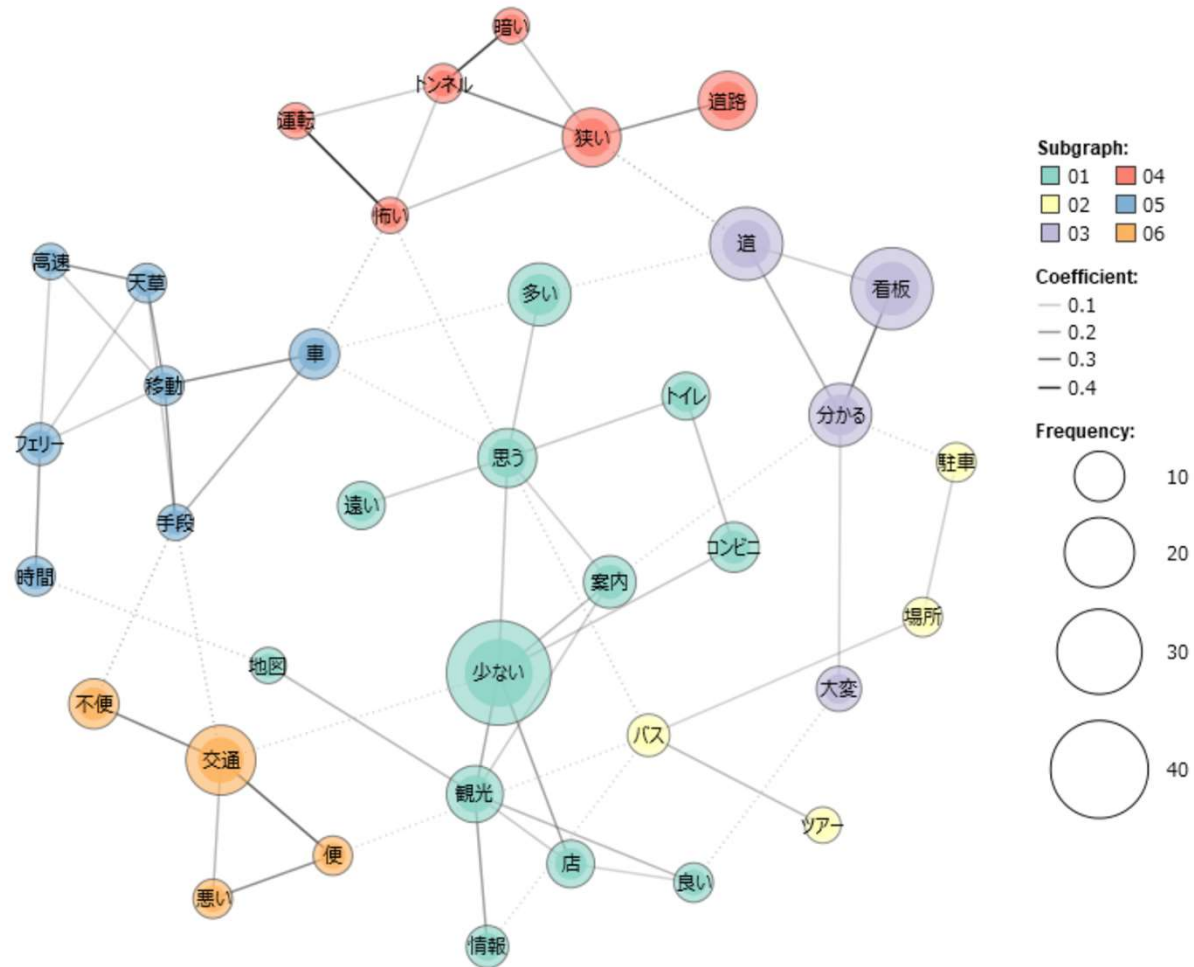 暗い
トンネル
道路
運転
狭い
怖い
道
高速
天草
多い
看板
車
移動
トイレ
分かる
フェリー
思う
駐車
遠い
手段
コンビニ
時間
案内
場所
地図
少ない
大変
不便
バス
交通
観光
ツアー
便
店
良い
悪い
情報
Subgraph:
01 04
02 05
03 06
Coefficient:
0.1
0.2
0.3
0.4
Frequency:
10
20
30
40